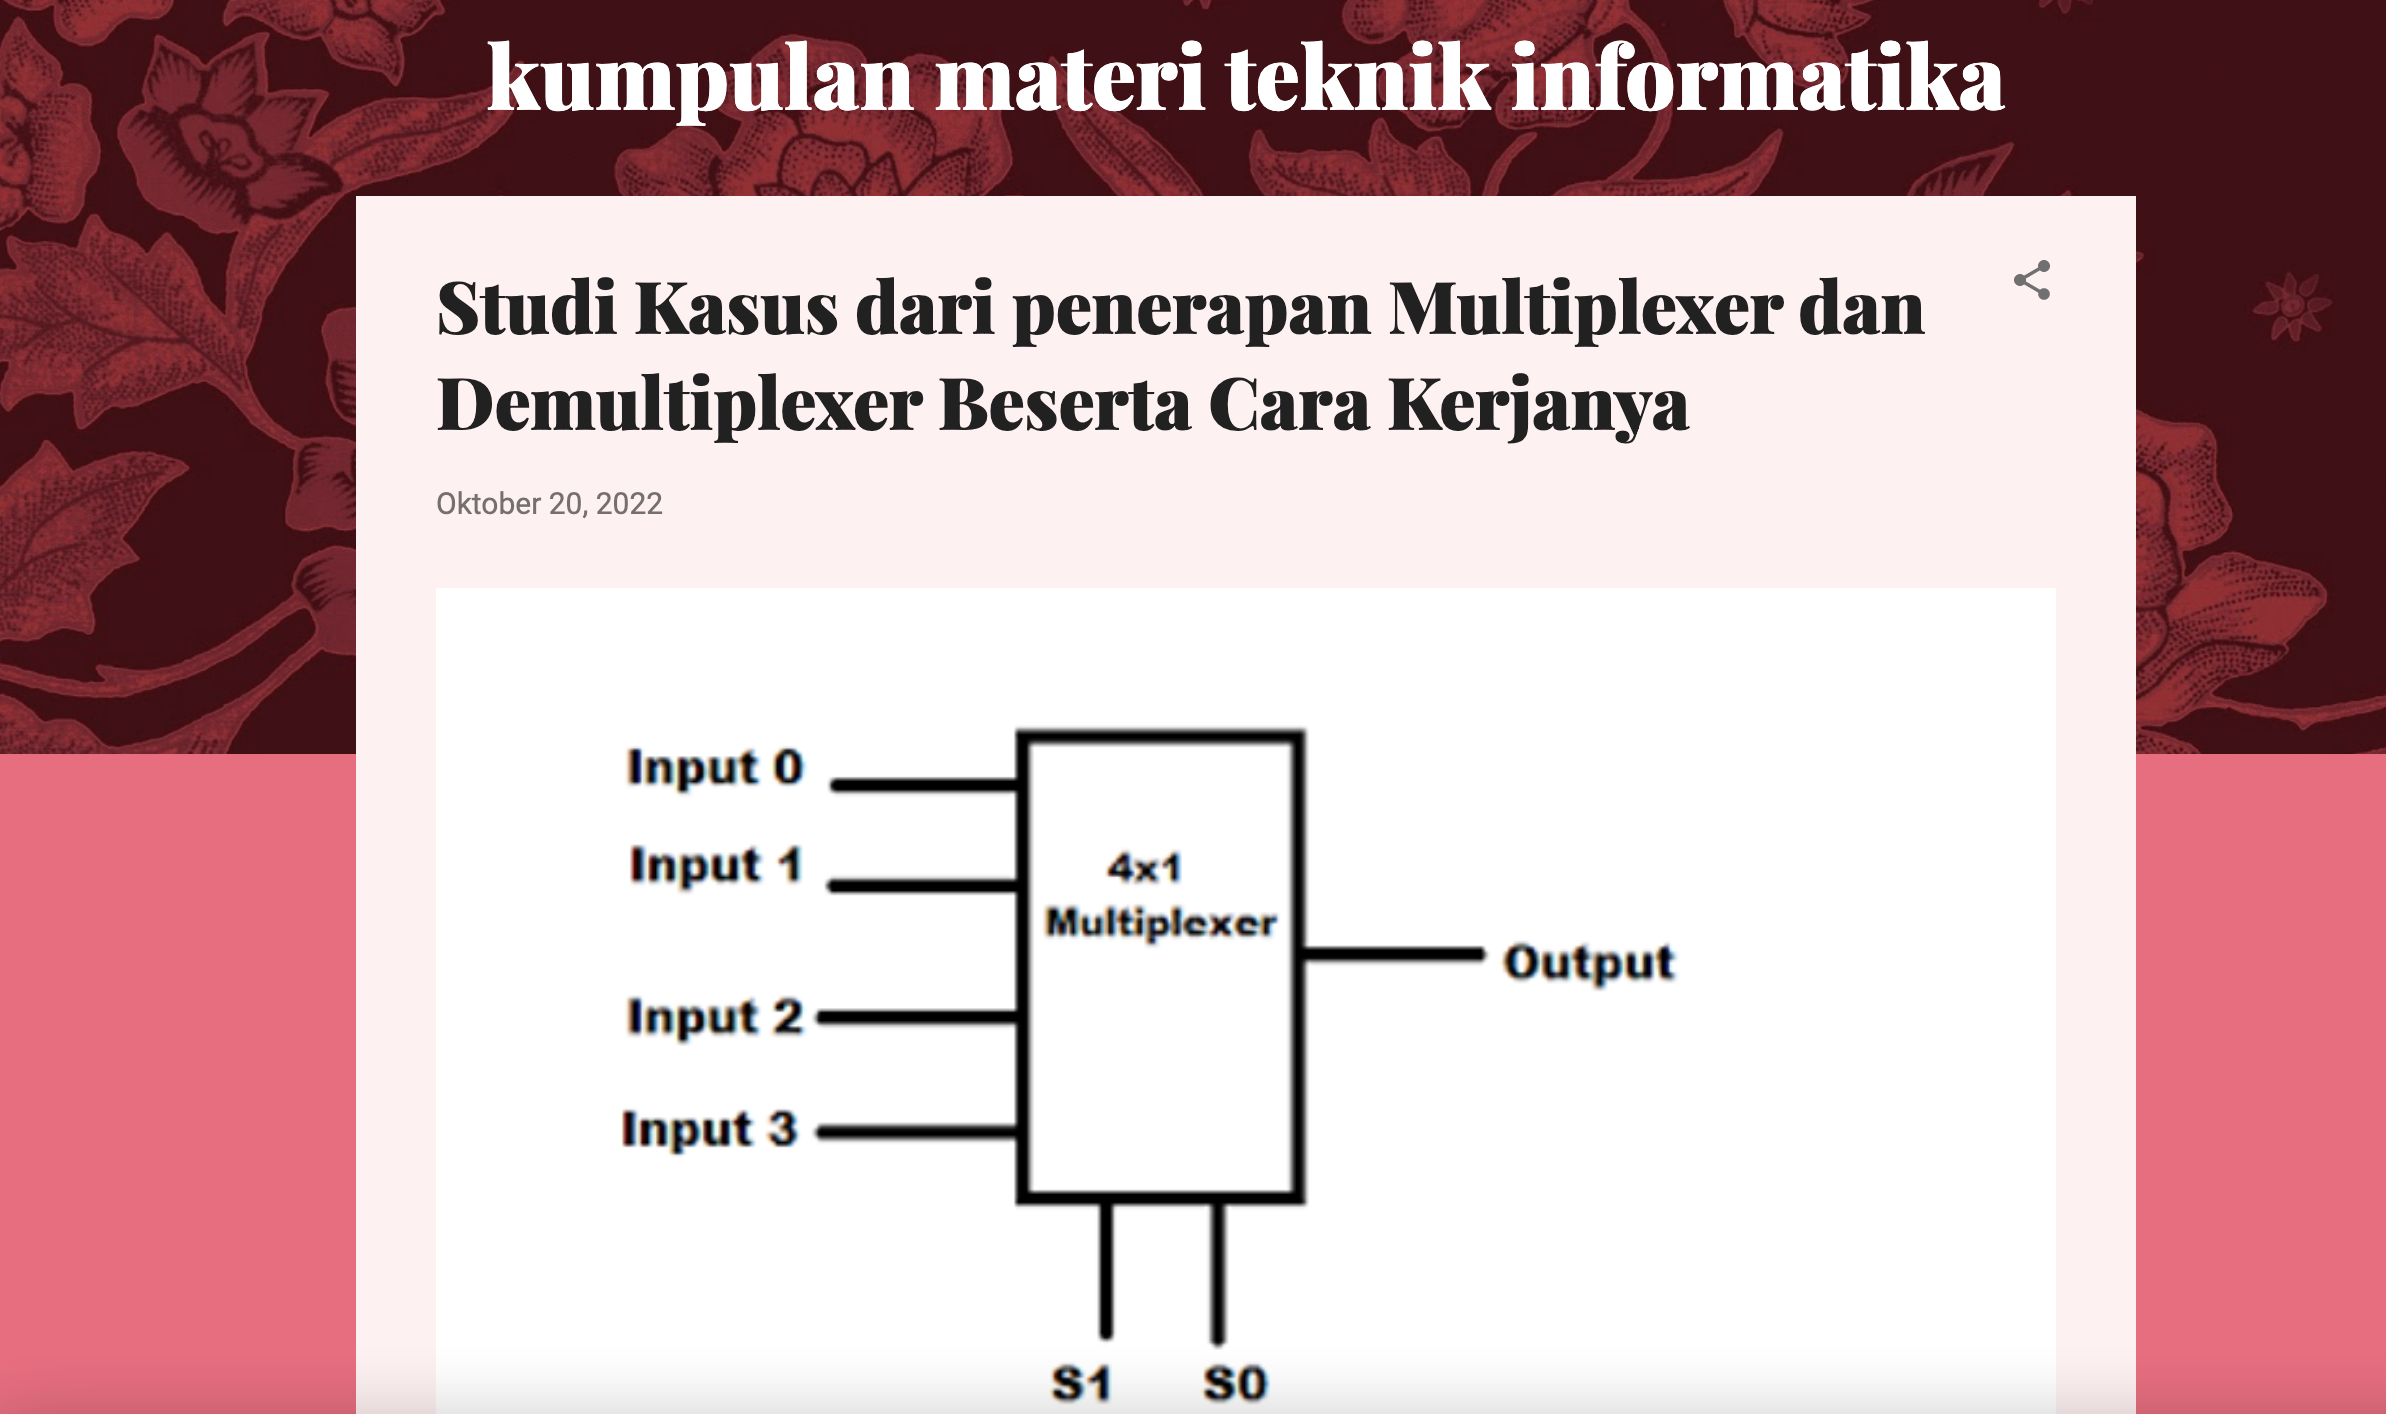 kumpulan materi teknik informatika
Studi Kasus dari penerapan Multiplexer dan
Demultiplexer Beserta Cara Kerjanya
Oktober 20, 2022
Input 0
Input 1
4x1
Multiplexer
Output
Input 2
Input 3
S1 S0